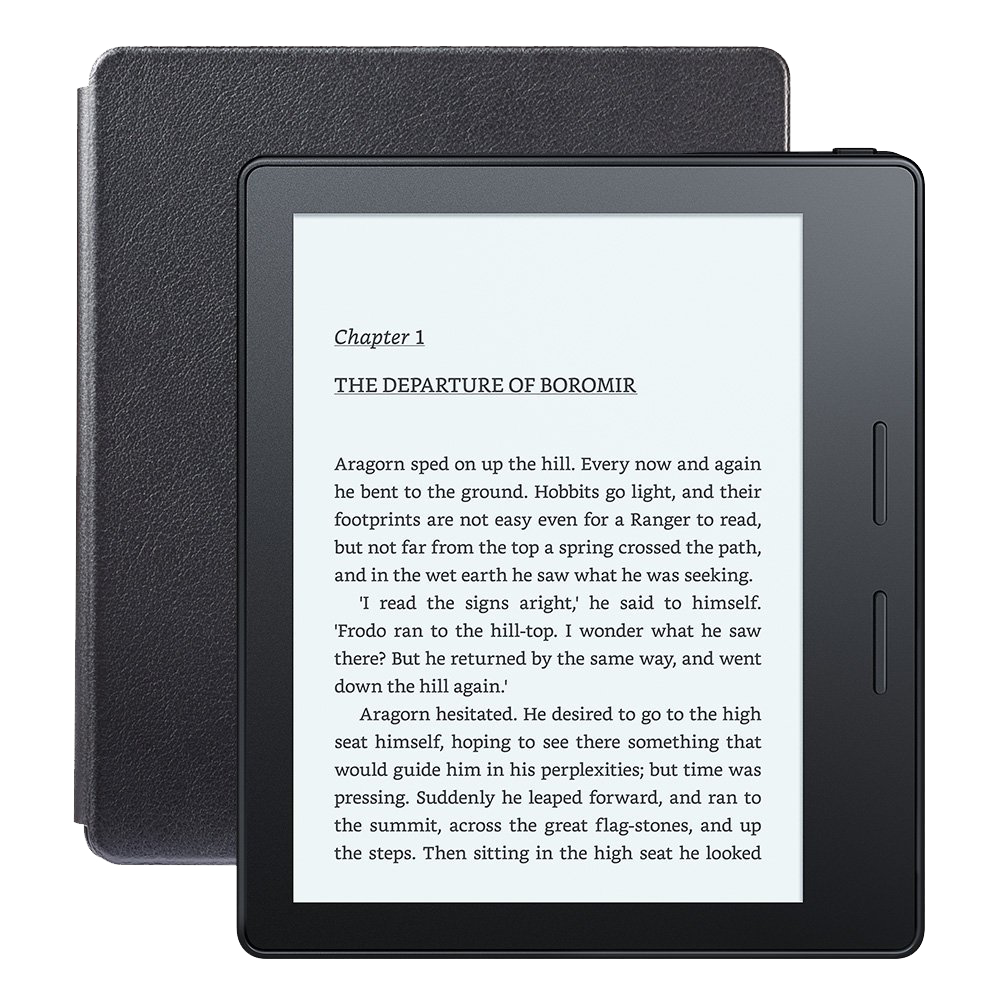 Chapter 1
THE DEPARTURE OF BOROMIR
Aragorn sped on up the hill. Every now and again
he bent to the ground. Hobbits go light, and their
footprints are not easy even for a Ranger to read,
but not far from the top a spring crossed the path,
and in the wet earth he saw what he was seeking.
'I read the signs aright,' he said to himself.
'Frodo ran to the hill-top. I wonder what he saw
there? But he returned by the same way, and went
down the hill again.'
Aragorn hesitated. He desired to go to the high
seat himself, hoping to see there something that
would guide him in his perplexities; but time was
pressing. Suddenly he leaped forward, and ran to
the summit, across the great flag-stones, and up
the steps. Then sitting in the high seat he looked